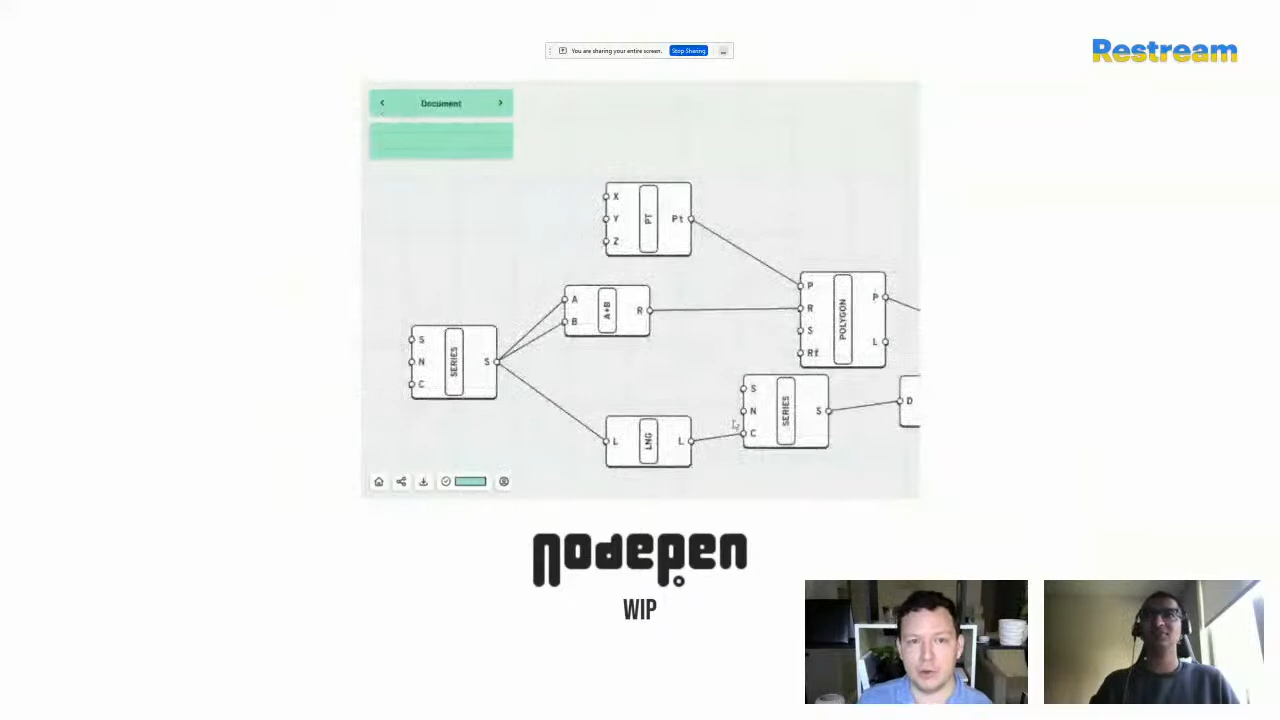 You are sharing your entire screen.
Stop Sharing
Restream
Document
X
Y
Z
PT
Pt
A
B
A+B
R
P
R
S
Rf
POLYGON
P
L
S
N
C
SERIES
S
L
LNG
L
S
N
C
SERIES
S
D
nodepen
WIP